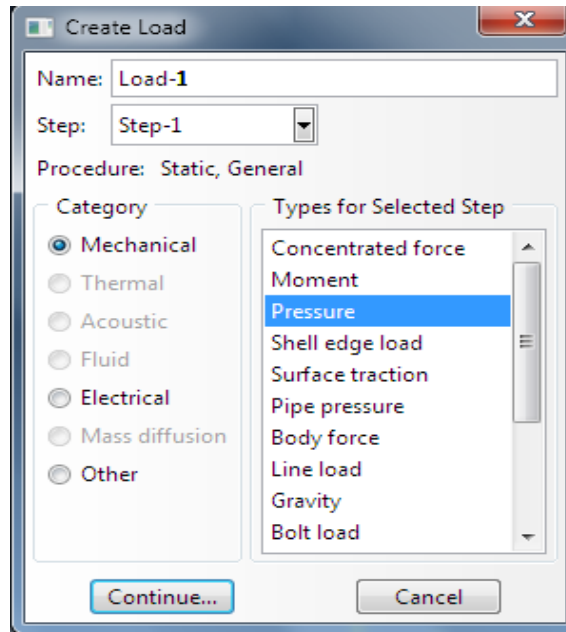 Create Load
Name: Load-1
Step: Step-1
Procedure: Static, General
Category
Mechanical
Thermal
Acoustic
Fluid
Electrical
Mass diffusion
Other
Types for Selected Step
Concentrated force
Moment
Pressure
Shell edge load
Surface traction
Pipe pressure
Body force
Line load
Gravity
Bolt load
Continue...
Cancel